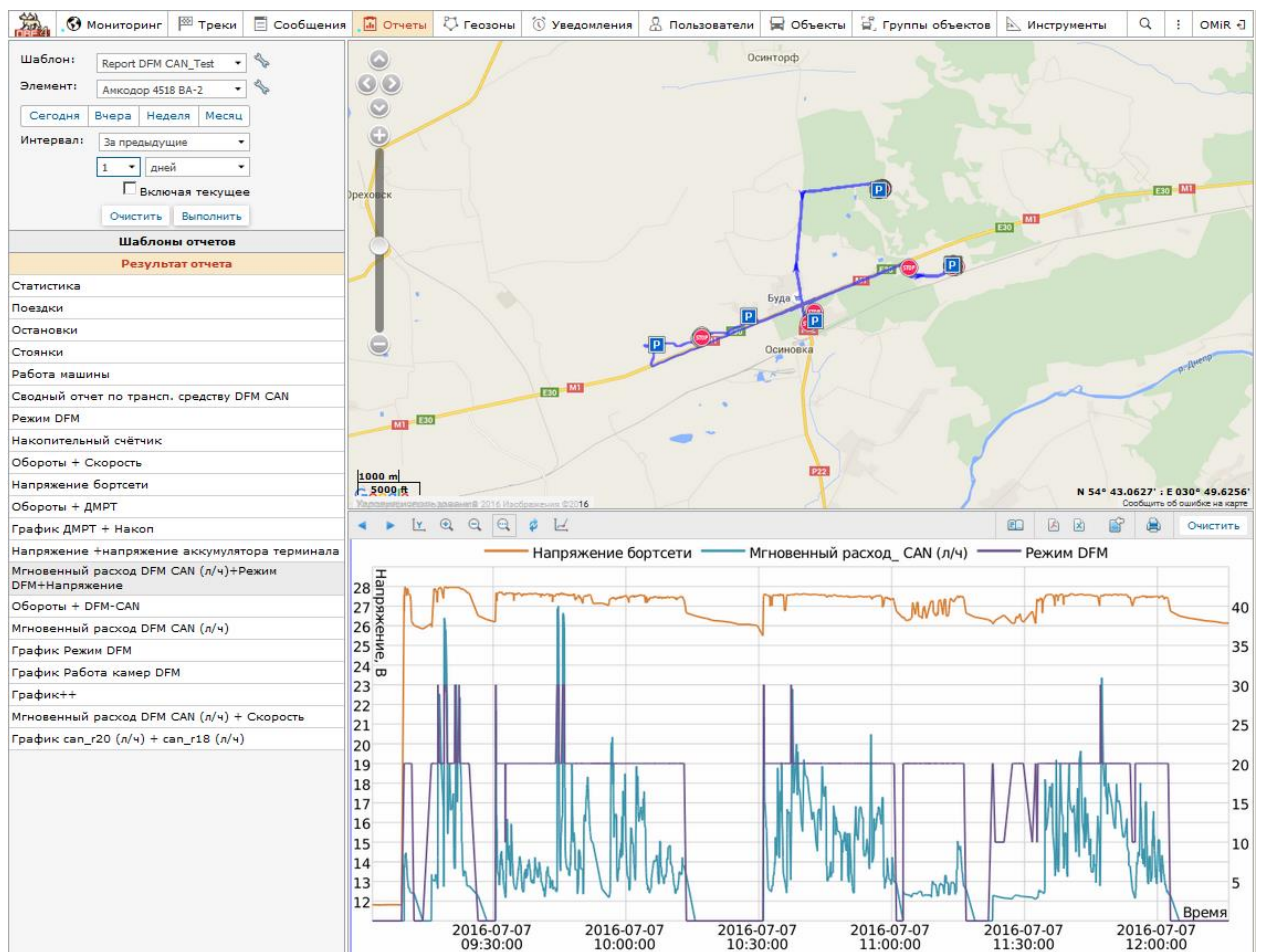 Мониторинг
Треки
Сообщения
Отчеты
Геозоны
Уведомления
Пользователи
Объекты
Группы объектов
Инструменты
OMiR
Шаблон:
Report DFM CAN_Test
Элемент:
Амкодор 4518 ВА-2
Сегодня Вчера Неделя Месяц
Интервал:
За предыдущие
1 дней
Включая текущее
Очистить Выполнить
Шаблоны отчетов
Результат отчета
Статистика
Поездки
Остановки
Стоянки
Работа машины
Сводный отчет по трансп. средству DFM CAN
Режим DFM
Накопительный счётчик
Обороты + Скорость
Напряжение бортсети
Обороты + ДМРТ
График ДМРТ + Накоп
Напряжение +напряжение аккумулятора терминала
Мгновенный расход DFM CAN (л/ч)+Режим
DFM+Напряжение
Обороты + DFM-CAN
Мгновенный расход DFM CAN (л/ч)
График Режим DFM
График Работа камер DFM
График++
Мгновенный расход DFM CAN (л/ч) + Скорость
График can_r20 (л/ч) + can_r18 (л/ч)
Осинторф
E30 M1
E30 M1
P
P
STOP
Буда
P
P
P
STOP
Осиновка
р.Днепр
E30 M1
M1 E30
P22
1000 m
5000 ft
N 54° 43.0627' : E 030° 49.6256'
Сообщить об ошибке на карте
Очистить
Напряжение бортсети
Мгновенный расход_ CAN (л/ч)
Режим DFM
Напряжение, В
28
27
26
25
24
23
22
21
20
19
18
17
16
15
14
13
12
40
35
30
25
20
15
10
5
Время
2016-07-07
09:30:00
2016-07-07
10:00:00
2016-07-07
10:30:00
2016-07-07
11:00:00
2016-07-07
11:30:00
2016-07-07
12:00:00